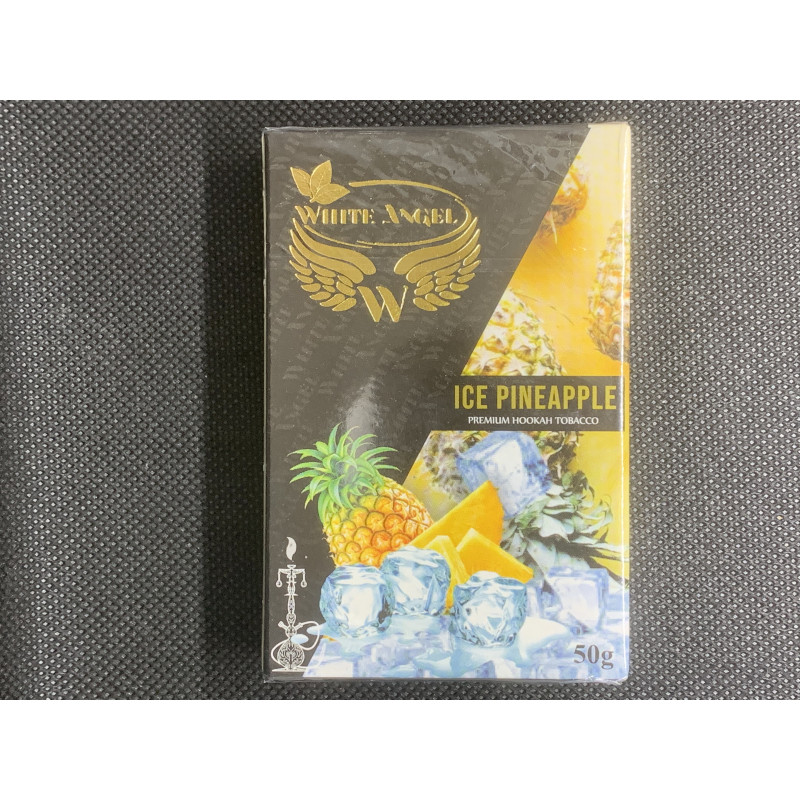 WHITE ANGEL
W
ICE PINEAPPLE
PREMIUM HOOKAH TOBACCO
50g